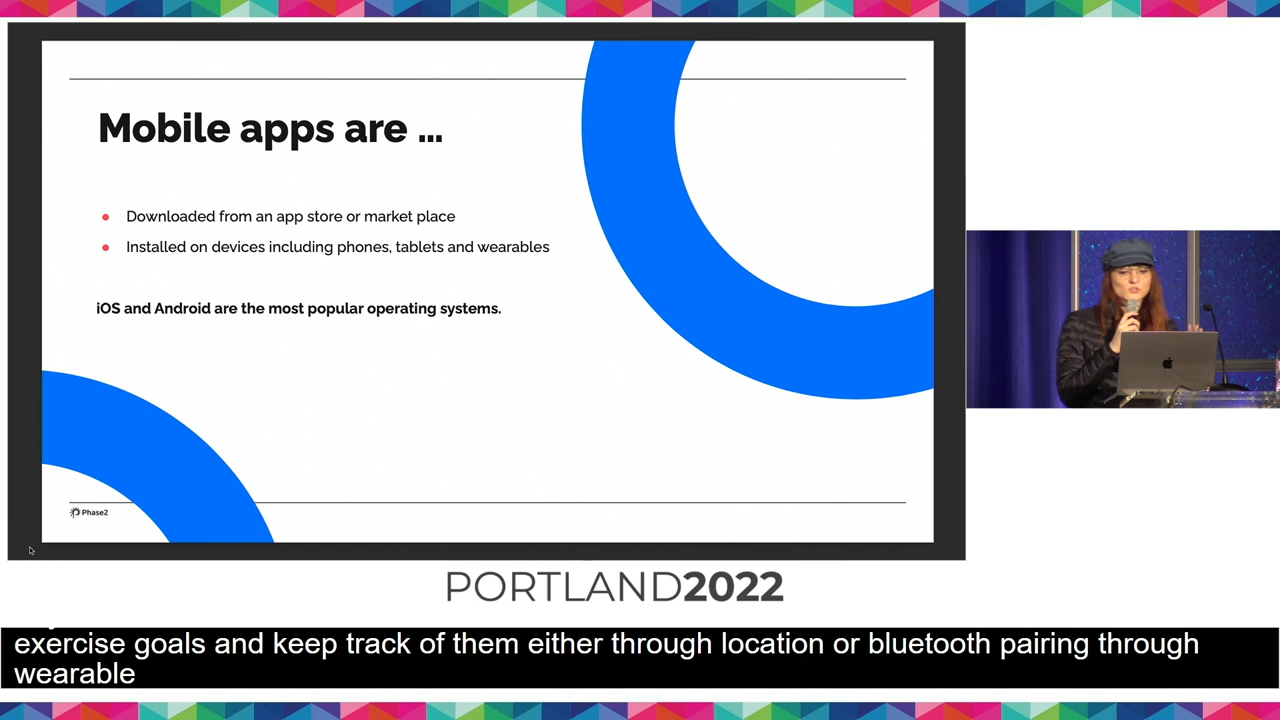 Mobile apps are ...
Downloaded from an app store or market place
Installed on devices including phones, tablets and wearables
iOS and Android are the most popular operating systems.
Phase2
PORTLAND2022
exercise goals and keep track of them either through location or bluetooth pairing through
wearable